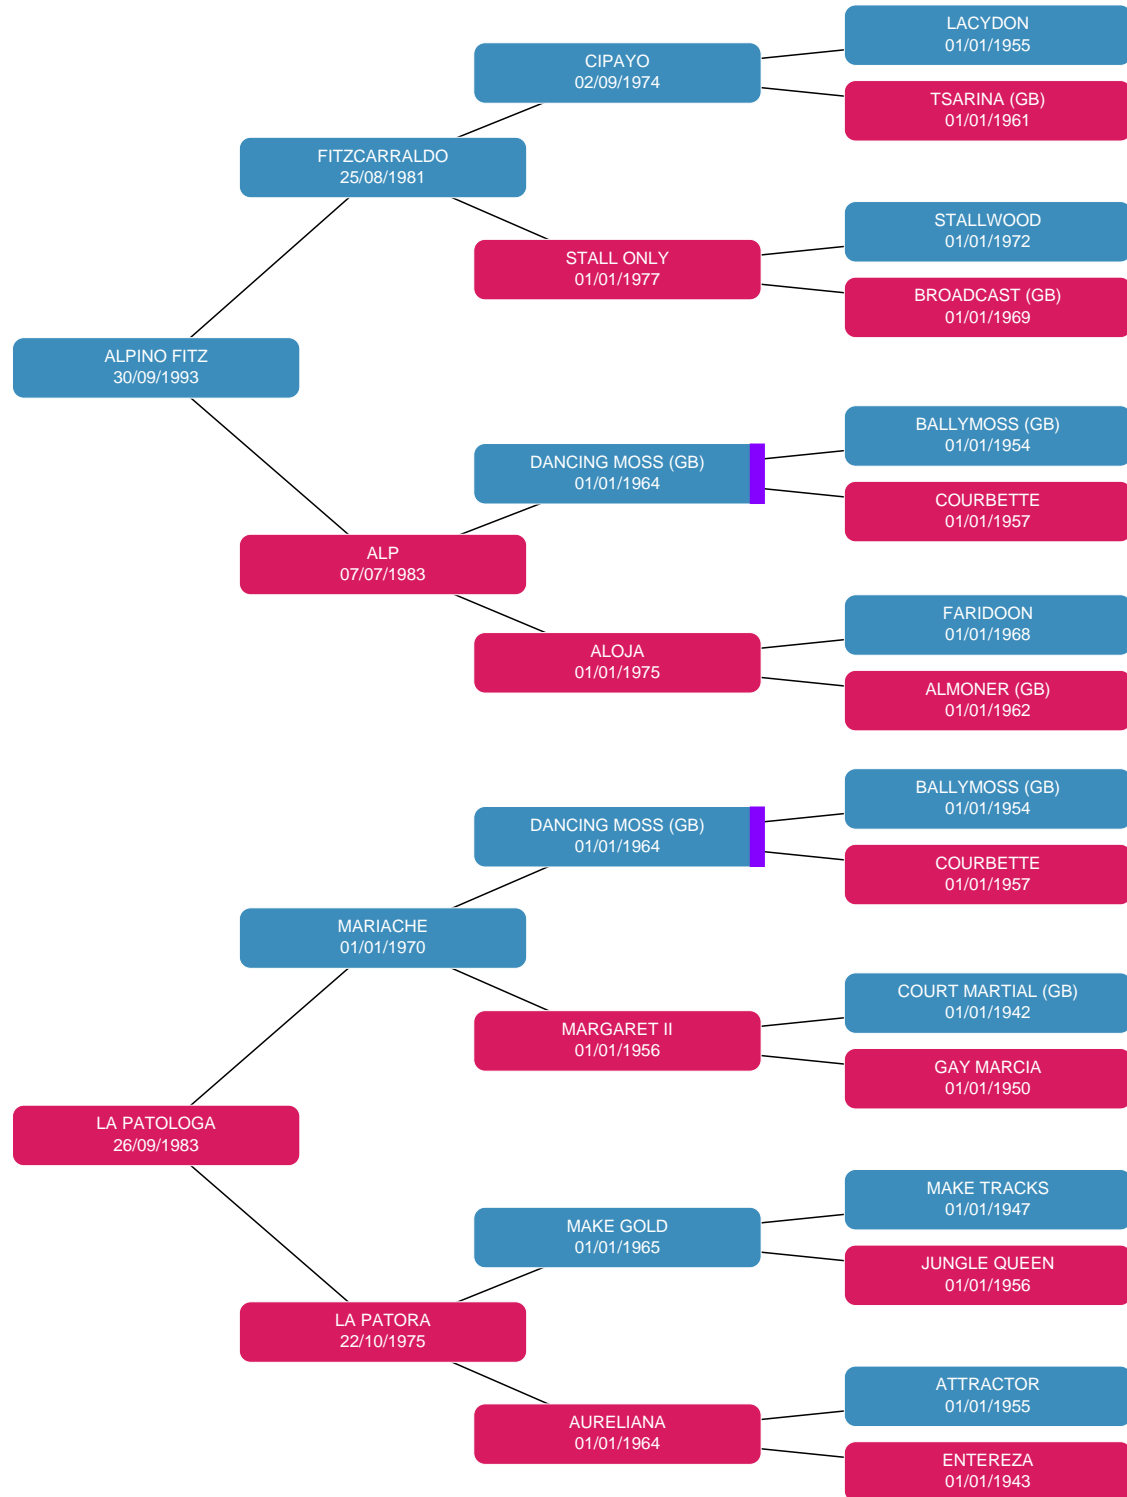 LACYDON
01/01/1955
CIPAYO
02/09/1974
TSARINA (GB)
01/01/1961
FITZCARRALDO
25/08/1981
STALLWOOD
01/01/1972
STALL ONLY
01/01/1977
BROADCAST (GB)
01/01/1969
ALPINO FITZ
30/09/1993
BALLYMOSS (GB)
01/01/1954
DANCING MOSS (GB)
01/01/1964
COURBETTE
01/01/1957
ALP
07/07/1983
FARIDOON
01/01/1968
ALOJA
01/01/1975
ALMONER (GB)
01/01/1962
BALLYMOSS (GB)
01/01/1954
DANCING MOSS (GB)
01/01/1964
COURBETTE
01/01/1957
MARIACHE
01/01/1970
COURT MARTIAL (GB)
01/01/1942
MARGARET II
01/01/1956
GAY MARCIA
01/01/1950
LA PATOLOGA
26/09/1983
MAKE TRACKS
01/01/1947
MAKE GOLD
01/01/1965
JUNGLE QUEEN
01/01/1956
LA PATORA
22/10/1975
ATTRACTOR
01/01/1955
AURELIANA
01/01/1964
ENTEREZA
01/01/1943